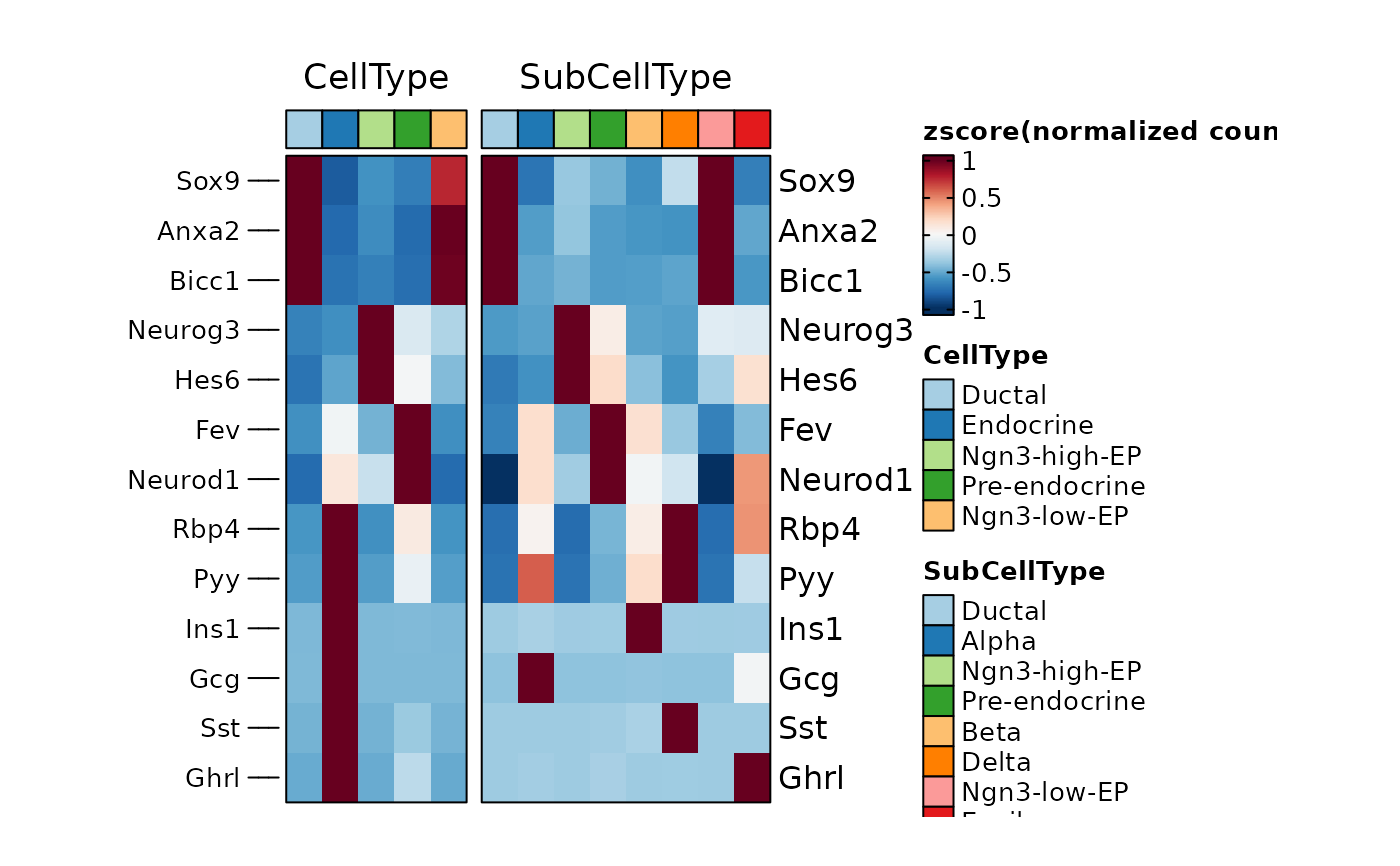 CellType
SubCellType
Sox9
Anxa2
Bicc1
Neurog3
Hes6
Fev
Neurod1
Rbp4
Pyy
Ins1
Gcg
Sst
Ghrl
Sox9
Anxa2
Bicc1
Neurog3
Hes6
Fev
Neurod1
Rbp4
Pyy
Ins1
Gcg
Sst
Ghrl
zscore(normalized coun
1
0.5
0
-0.5
-1
CellType
Ductal
Endocrine
Ngn3-high-EP
Pre-endocrine
Ngn3-low-EP
SubCellType
Ductal
Alpha
Ngn3-high-EP
Pre-endocrine
Beta
Delta
Ngn3-low-EP